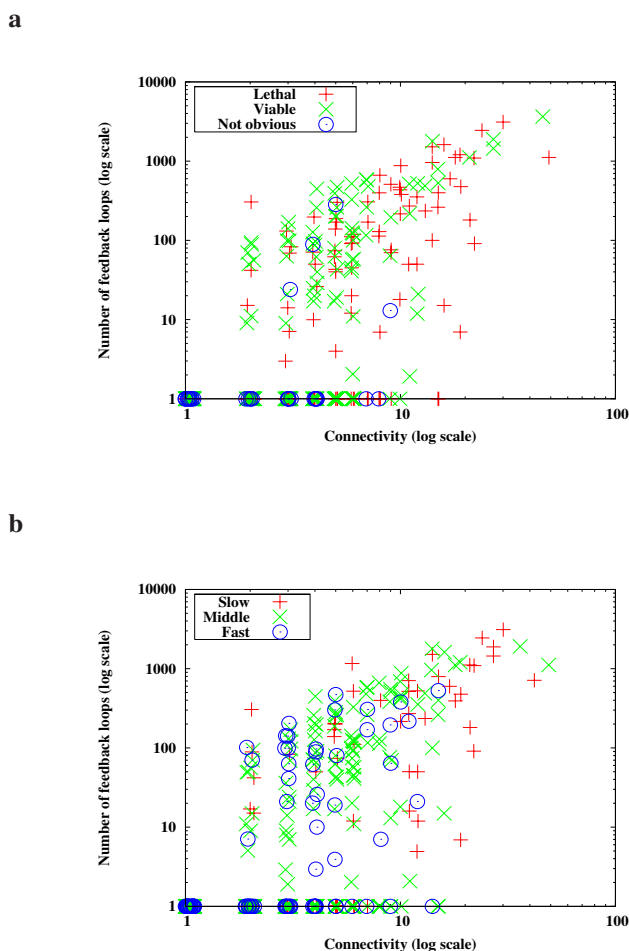 a
10000
1000
100
10
1
1
10
100
Number of feedback loops (log scale)
Connectivity (log scale)
Lethal
Viable
Not obvious
b
10000
1000
100
10
1
1
10
100
Number of feedback loops (log scale)
Connectivity (log scale)
Slow
Middle
Fast